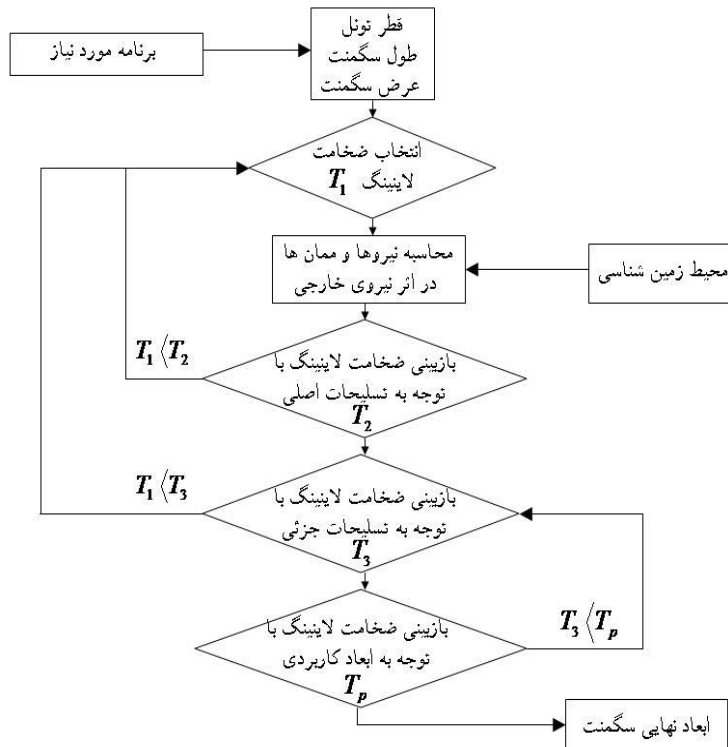 قطر تونل
طول سگمنت
عرض سگمنت
برنامه مورد نیاز
انتخاب ضخامت
لاینینگ T₁
محاسبه نیروها و ممان ها
در اثر نیروی خارجی
محیط زمین شناسی
T₁ ⟨T₂
بازبینی ضخامت لاینینگ با
توجه به تسلیحات اصلی
T₂
T₁ ⟨T₃
بازبینی ضخامت لاینینگ با
توجه به تسلیحات جزئی
T₃
T₃ ⟨Tₚ
بازبینی ضخامت لاینینگ با
توجه به ابعاد کاربردی
Tₚ
ابعاد نهایی سگمنت